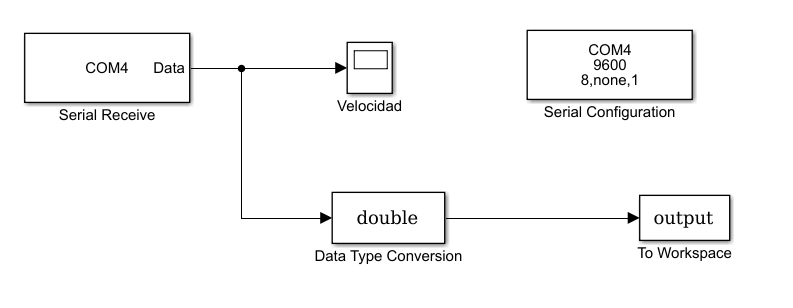 COM4
Data
Serial Receive
Velocidad
COM4
9600
8,none,1
Serial Configuration
double
Data Type Conversion
output
To Workspace